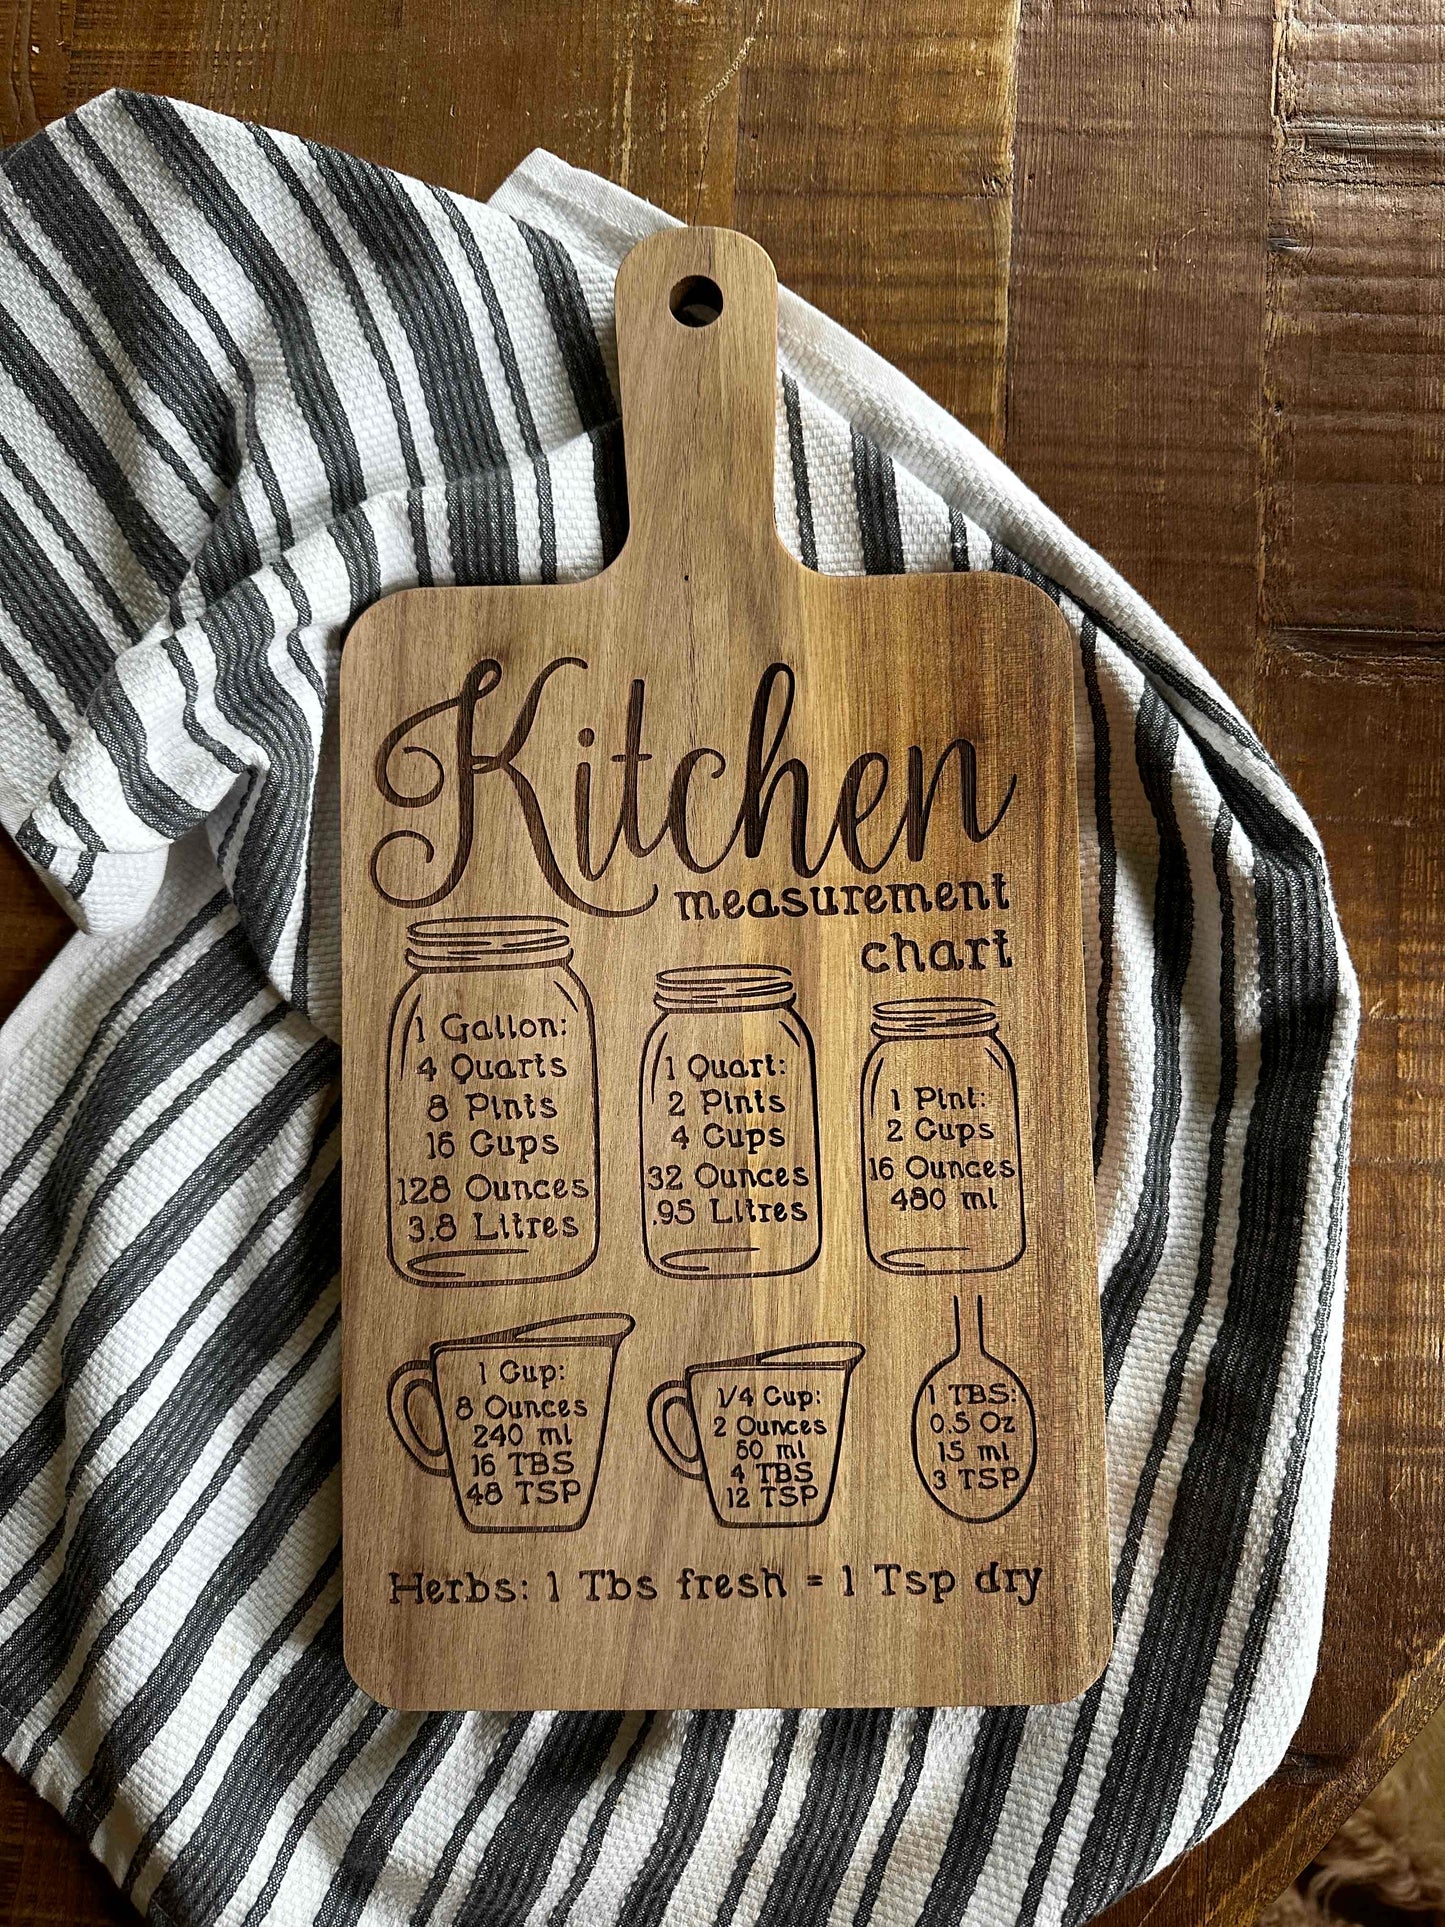 Kitchen
measurement
chart
1 Gallon:
4 Quarts
8 Pints
16 Cups
128 Ounces
3.8 Litres
1 Quart:
2 Pints
4 Cups
32 Ounces
.95 Litres
1 Pint:
2 Cups
16 Ounces
480 ml
1 Cup:
8 Ounces
240 ml
16 TBS
48 TSP
1/4 Cup:
2 Ounces
60 ml
4 TBS
12 TSP
1 TBS:
0.5 Oz
15 ml
3 TSP
Herbs: 1 Tbs fresh = 1 Tsp dry